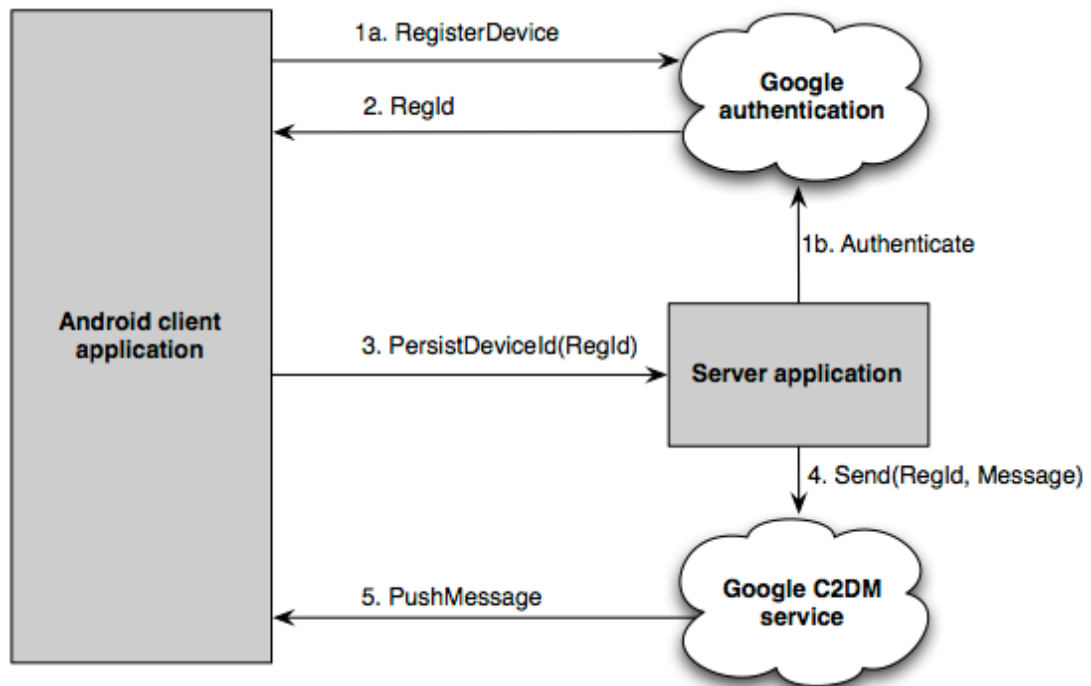 1a. RegisterDevice
Google
authentication
2. RegId
1b. Authenticate
Android client
application
3. PersistDeviceId(RegId)
Server application
4. Send(RegId, Message)
5. PushMessage
Google C2DM
service